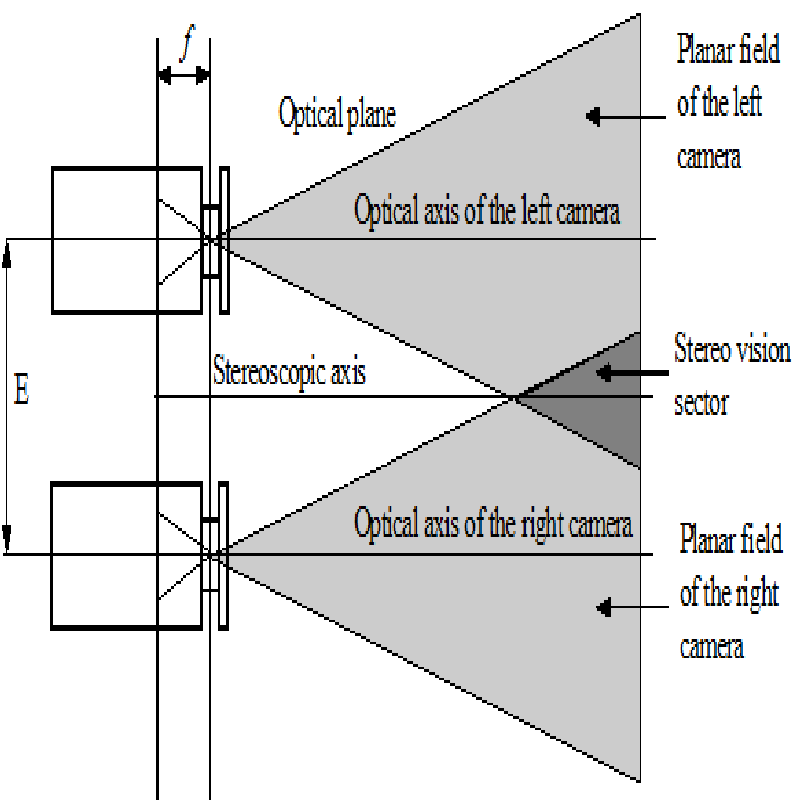 f
Optical plane
Planar field
of the left
camera
Optical axis of the left camera
Stereoscopic axis
Stereo vision
sector
E
Optical axis of the right camera
Planar field
of the right
camera